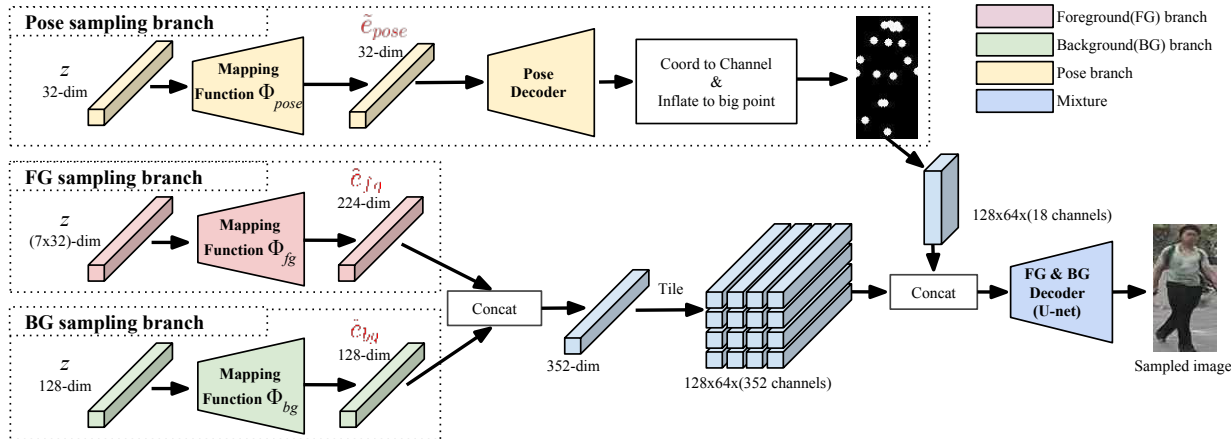 Pose sampling branch
z
32-dim
Mapping
Function Φpose
ẽpose
32-dim
Pose
Decoder
Coord to Channel
&
Inflate to big point
Foreground(FG) branch
Background(BG) branch
Pose branch
Mixture
FG sampling branch
z
(7x32)-dim
Mapping
Function Φfg
ẽfg
224-dim
BG sampling branch
z
128-dim
Mapping
Function Φbg
ẽbg
128-dim
Concat
352-dim
Tile
128x64x(352 channels)
128x64x(18 channels)
Concat
FG & BG
Decoder
(U-net)
Sampled image